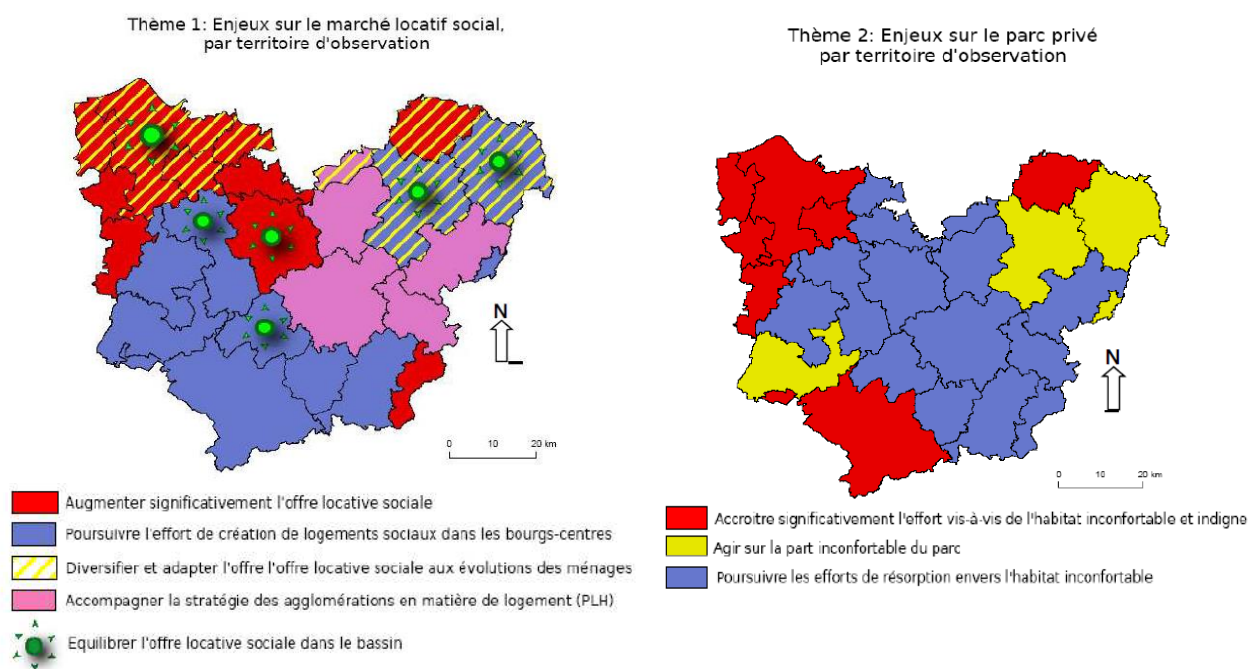 Thème 1: Enjeux sur le marché locatif social,
par territoire d'observation
N
0 10 20 km
Augmenter significativement l'offre locative sociale
Poursuivre l'effort de création de logements sociaux dans les bourgs-centres
Diversifier et adapter l'offre l'offre locative sociale aux évolutions des ménages
Accompagner la stratégie des agglomérations en matière de logement (PLH)
Equilibrer l'offre locative sociale dans le bassin
Thème 2: Enjeux sur le parc privé
par territoire d'observation
N
0 10 20 km
Accroitre significativement l'effort vis-à-vis de l'habitat inconfortable et indigne
Agir sur la part inconfortable du parc
Poursuivre les efforts de résorption envers l'habitat inconfortable